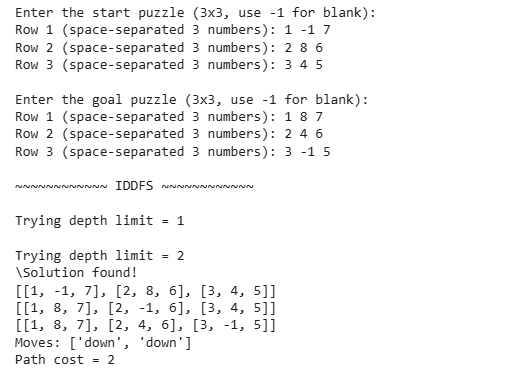 Enter the start puzzle (3x3, use -1 for blank):
Row 1 (space-separated 3 numbers): 1 -1 7
Row 2 (space-separated 3 numbers): 2 8 6
Row 3 (space-separated 3 numbers): 3 4 5
Enter the goal puzzle (3x3, use -1 for blank):
Row 1 (space-separated 3 numbers): 1 8 7
Row 2 (space-separated 3 numbers): 2 4 6
Row 3 (space-separated 3 numbers): 3 -1 5
~~~~~~~~~~~~ IDDFS ~~~~~~~~~~~~
Trying depth limit = 1
Trying depth limit = 2
\Solution found!
[[1, -1, 7], [2, 8, 6], [3, 4, 5]]
[[1, 8, 7], [2, -1, 6], [3, 4, 5]]
[[1, 8, 7], [2, 4, 6], [3, -1, 5]]
Moves: ['down', 'down']
Path cost = 2